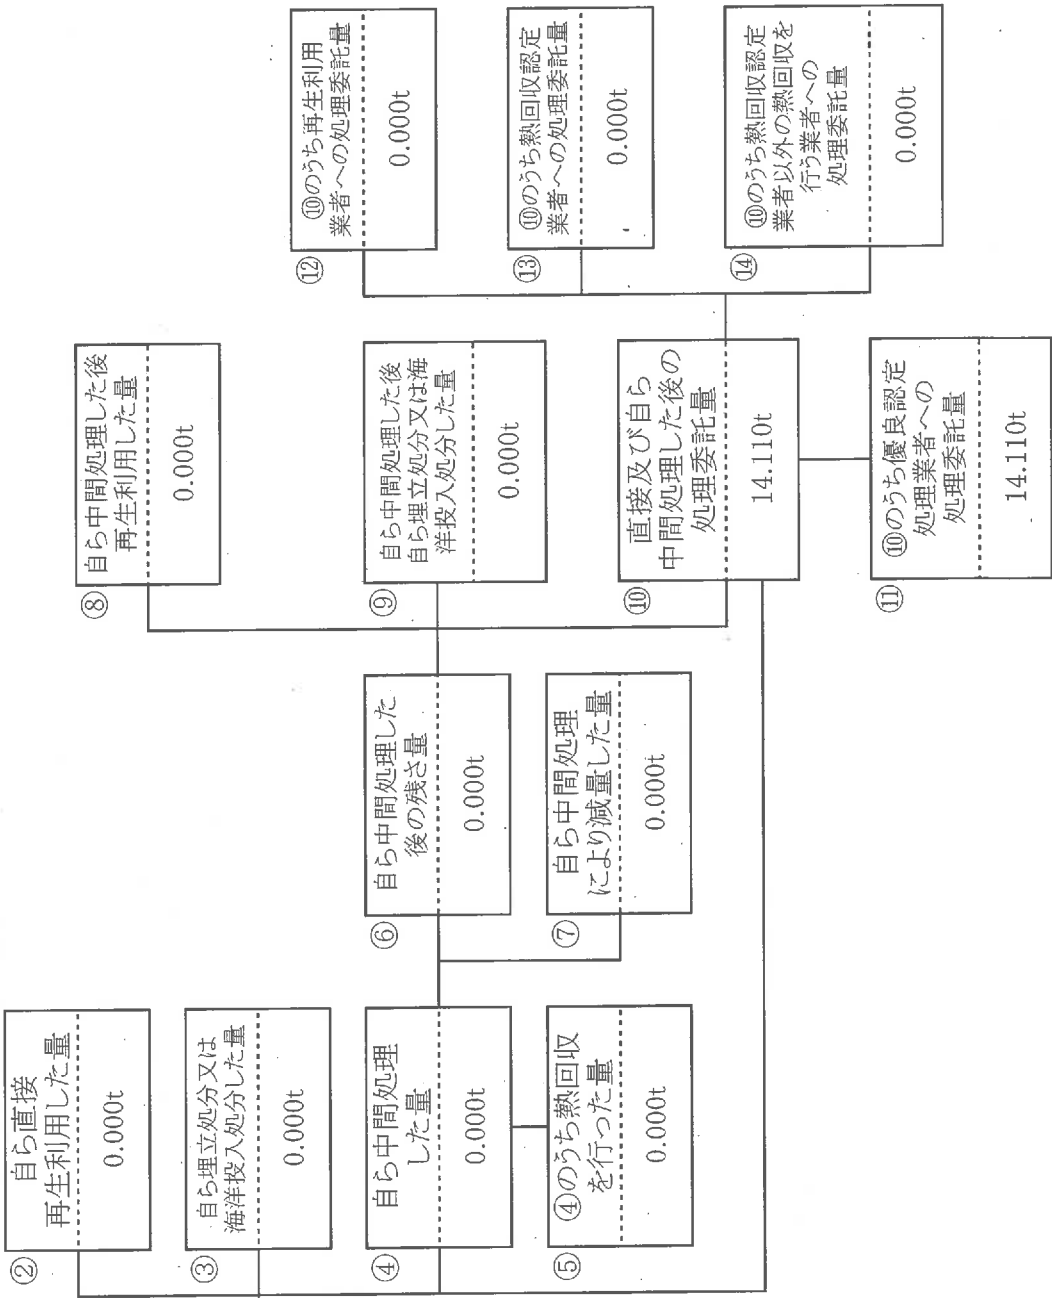 ②
自ら直接
再生利用した量
0.000t
③
自ら埋立処分又は
海洋投入処分した量
0.000t
④
自ら中間処理
した量
0.000t
⑤
④のうち熱回収
を行った量
0.000t
⑥
自ら中間処理した
後の残さ量
0.000t
⑦
自ら中間処理
により減量した量
0.000t
⑧
自ら中間処理した後
再生利用した量
0.000t
⑨
自ら中間処理した後
自ら埋立処分又は海
洋投入処分した量
0.000t
⑩
直接及び自ら
中間処理した後の
処理委託量
14.110t
⑪
⑩のうち優良認定
処理業者への
処理委託量
14.110t
⑫
⑩のうち再生利用
業者への処理委託量
0.000t
⑬
⑩のうち熱回収認定
業者への処理委託量
0.000t
⑭
⑩のうち熱回収認定
業者以外の熱回収を
行う業者への
処理委託量
0.000t